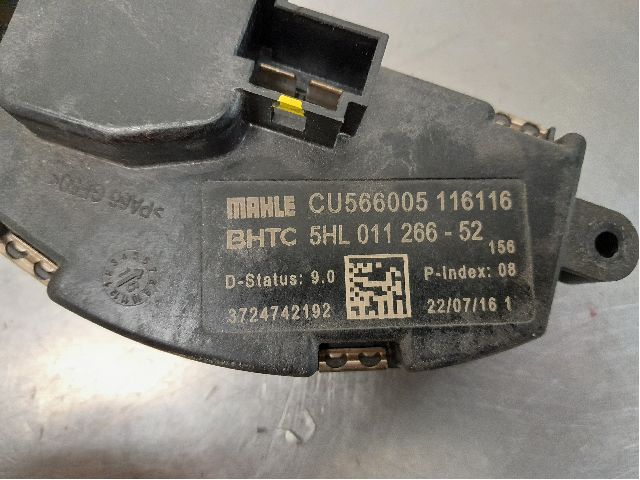 MAHLE CU566005 116116
BHTC 5HL 011 266 - 52
156
D-Status: 9.0 P-Index: 08
3724742192 22/07/16 1